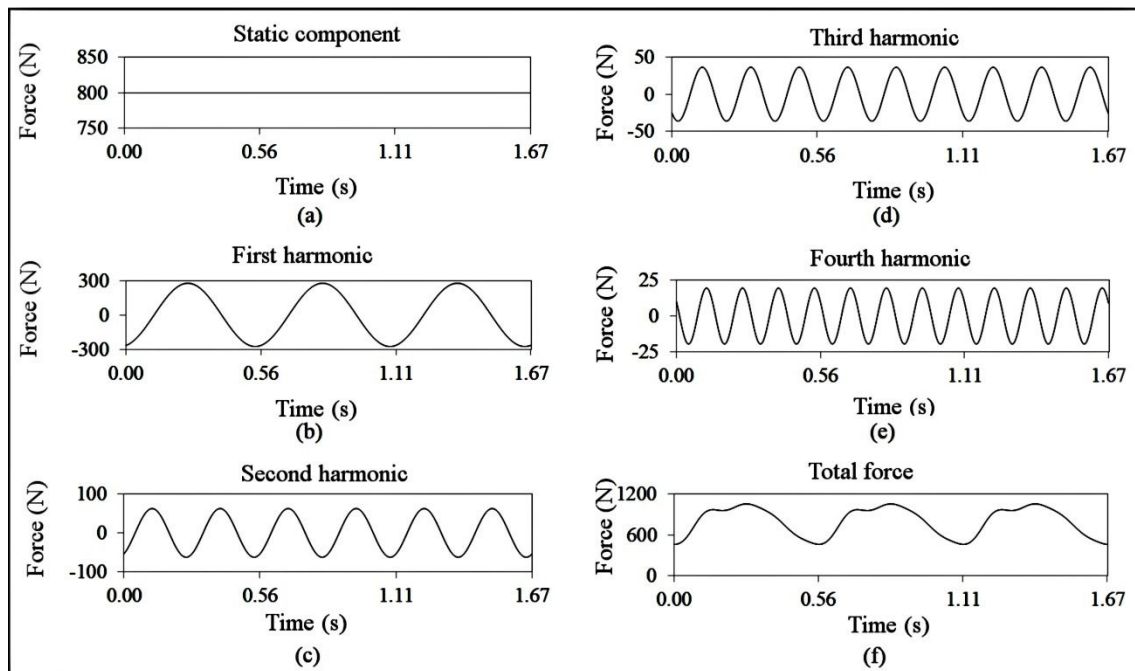 Static component
Force (N)
850
800
750
0.00 0.56 1.11 1.67
Time (s)
(a)
First harmonic
Force (N)
300
0
-300
0.00 0.56 1.11 1.67
Time (s)
(b)
Second harmonic
Force (N)
100
0
-100
0.00 0.56 1.11 1.67
Time (s)
(c)
Third harmonic
Force (N)
50
0
-50
0.00 0.56 1.11 1.67
Time (s)
(d)
Fourth harmonic
Force (N)
25
0
-25
0.00 0.56 1.11 1.67
Time (s)
(e)
Total force
Force (N)
1200
600
0
0.00 0.56 1.11 1.67
Time (s)
(f)